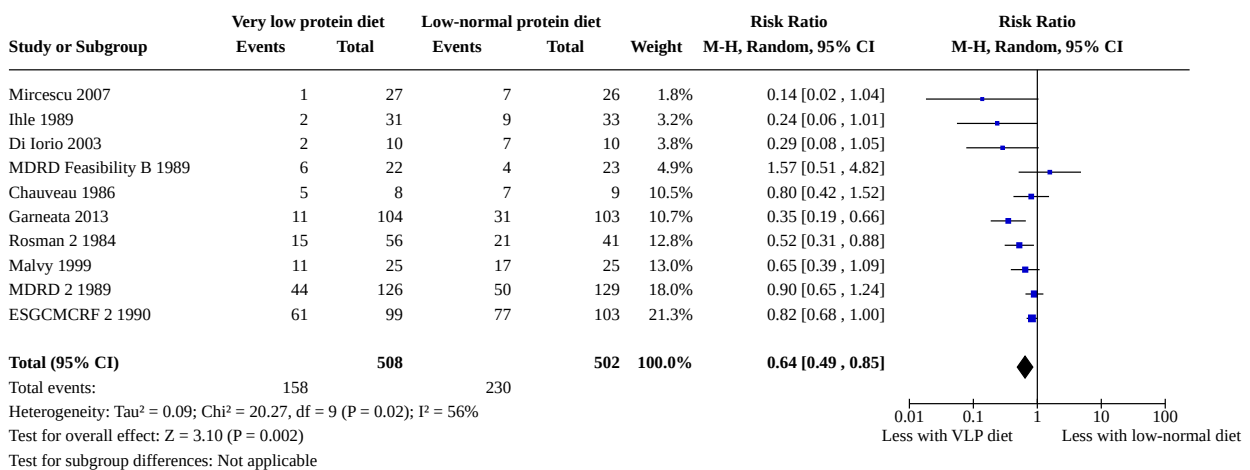 Very low protein diet Low-normal protein diet Risk Ratio Risk Ratio
Study or Subgroup Events Total Events Total Weight M-H, Random, 95% CI M-H, Random, 95% CI
Mircescu 2007 1 27 7 26 1.8% 0.14 [0.02 , 1.04]
Ihle 1989 2 31 9 33 3.2% 0.24 [0.06 , 1.01]
Di Iorio 2003 2 10 7 10 3.8% 0.29 [0.08 , 1.05]
MDRD Feasibility B 1989 6 22 4 23 4.9% 1.57 [0.51 , 4.82]
Chauveau 1986 5 8 7 9 10.5% 0.80 [0.42 , 1.52]
Garneata 2013 11 104 31 103 10.7% 0.35 [0.19 , 0.66]
Rosman 2 1984 15 56 21 41 12.8% 0.52 [0.31 , 0.88]
Malvy 1999 11 25 17 25 13.0% 0.65 [0.39 , 1.09]
MDRD 2 1989 44 126 50 129 18.0% 0.90 [0.65 , 1.24]
ESGCMCRF 2 1990 61 99 77 103 21.3% 0.82 [0.68 , 1.00]
Total (95% CI) 508 502 100.0% 0.64 [0.49 , 0.85]
Total events: 158 230
Heterogeneity: Tau² = 0.09; Chi² = 20.27, df = 9 (P = 0.02); I² = 56%
0.01 0.1 1 10 100
Test for overall effect: Z = 3.10 (P = 0.002) Less with VLP diet Less with low-normal diet
Test for subgroup differences: Not applicable